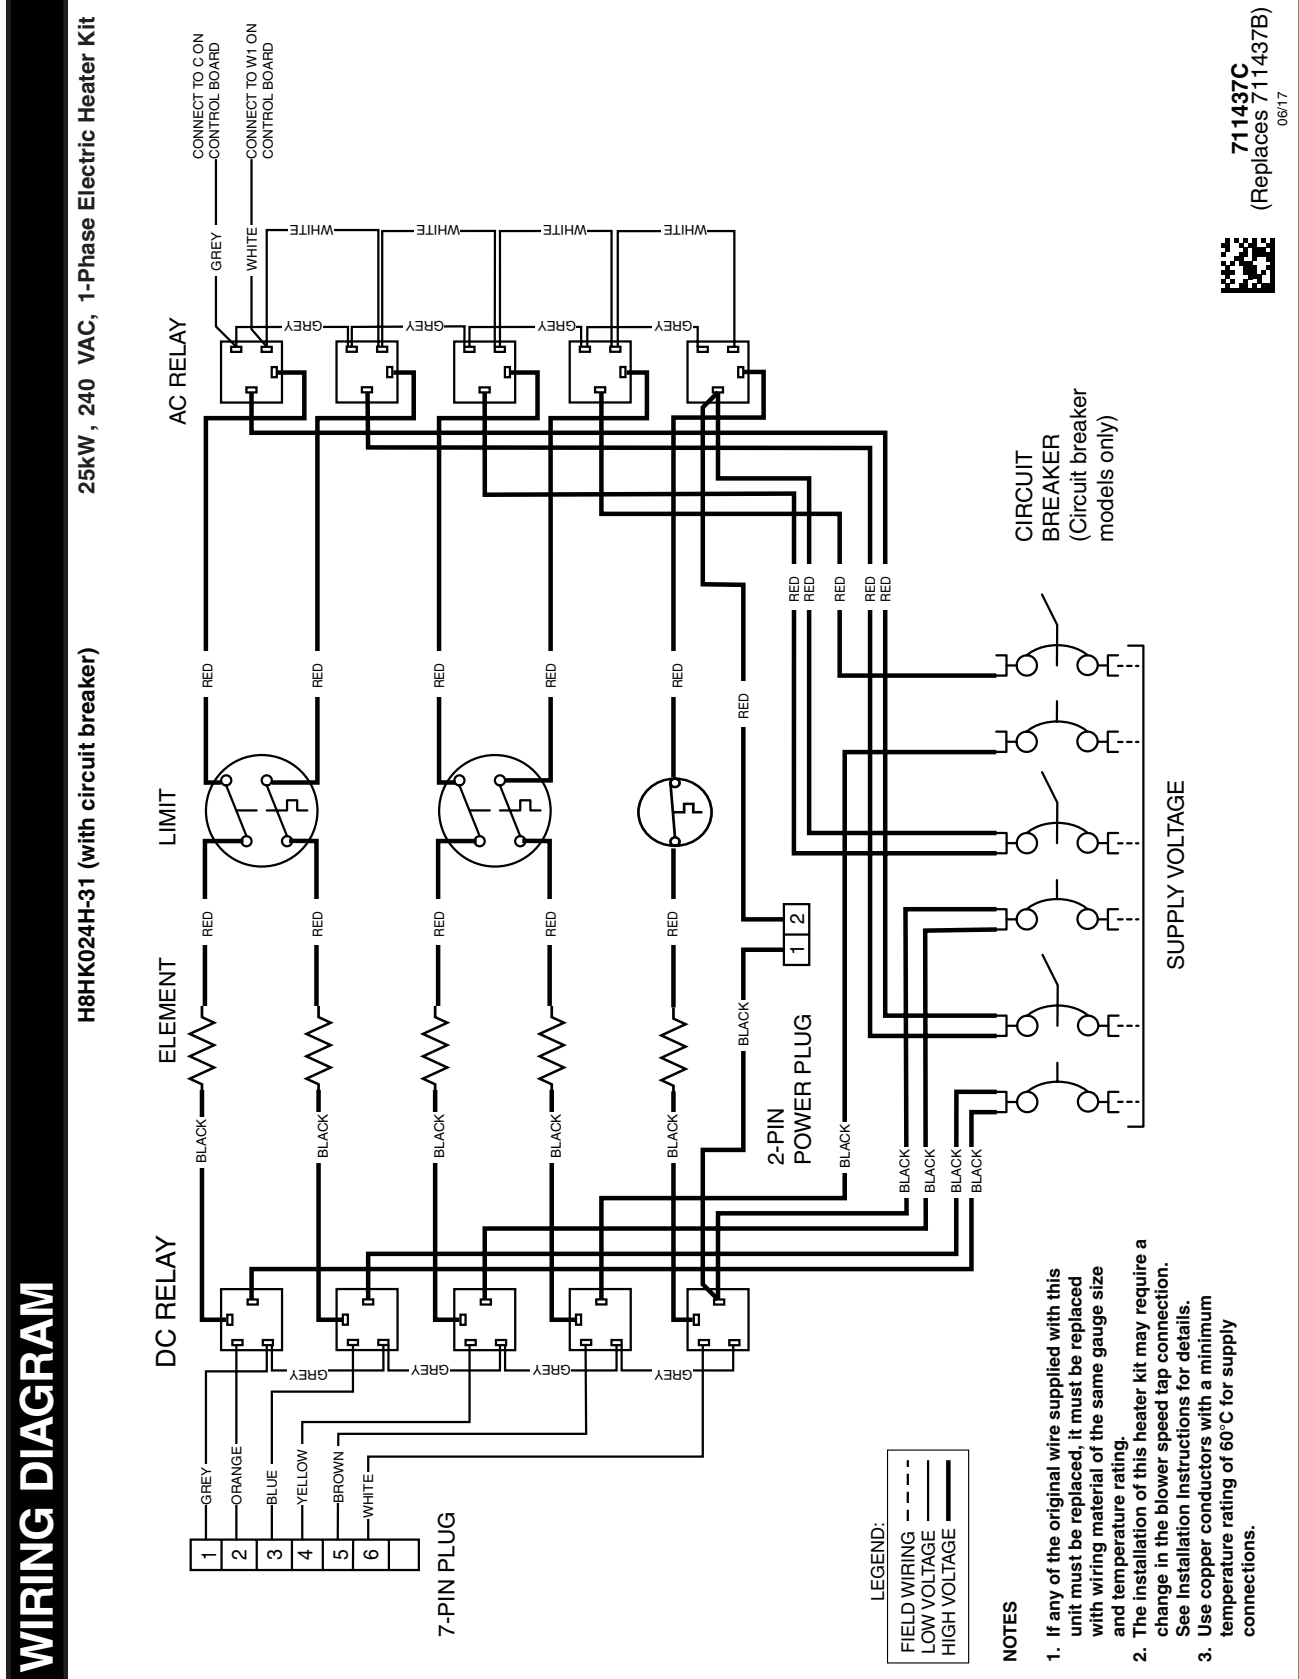 WIRING DIAGRAM
H8HK024H-31 (with circuit breaker)
25kW , 240 VAC, 1-Phase Electric Heater Kit
DC RELAY
ELEMENT
LIMIT
AC RELAY
CONNECT TO C ON
CONTROL BOARD
CONNECT TO W1 ON
CONTROL BOARD
GREY
WHITE
WHITE
WHITE
WHITE
WHITE
GREY
GREY
GREY
GREY
1
2
3
4
5
6
7-PIN PLUG
GREY
ORANGE
BLUE
YELLOW
BROWN
WHITE
GREY
GREY
GREY
GREY
BLACK
BLACK
BLACK
BLACK
BLACK
RED
RED
RED
RED
RED
RED
RED
RED
RED
RED
BLACK
RED
1
2
2-PIN
POWER PLUG
BLACK
BLACK
BLACK
BLACK
BLACK
RED
RED
RED
RED
RED
CIRCUIT
BREAKER
(Circuit breaker
models only)
SUPPLY VOLTAGE
LEGEND:
FIELD WIRING
LOW VOLTAGE
HIGH VOLTAGE
NOTES
1. If any of the original wire supplied with this
unit must be replaced, it must be replaced
with wiring material of the same gauge size
and temperature rating.
2. The installation of this heater kit may require a
change in the blower speed tap connection.
See Installation Instructions for details.
3. Use copper conductors with a minimum
temperature rating of 60°C for supply
connections.
711437C
(Replaces 711437B)
06/17